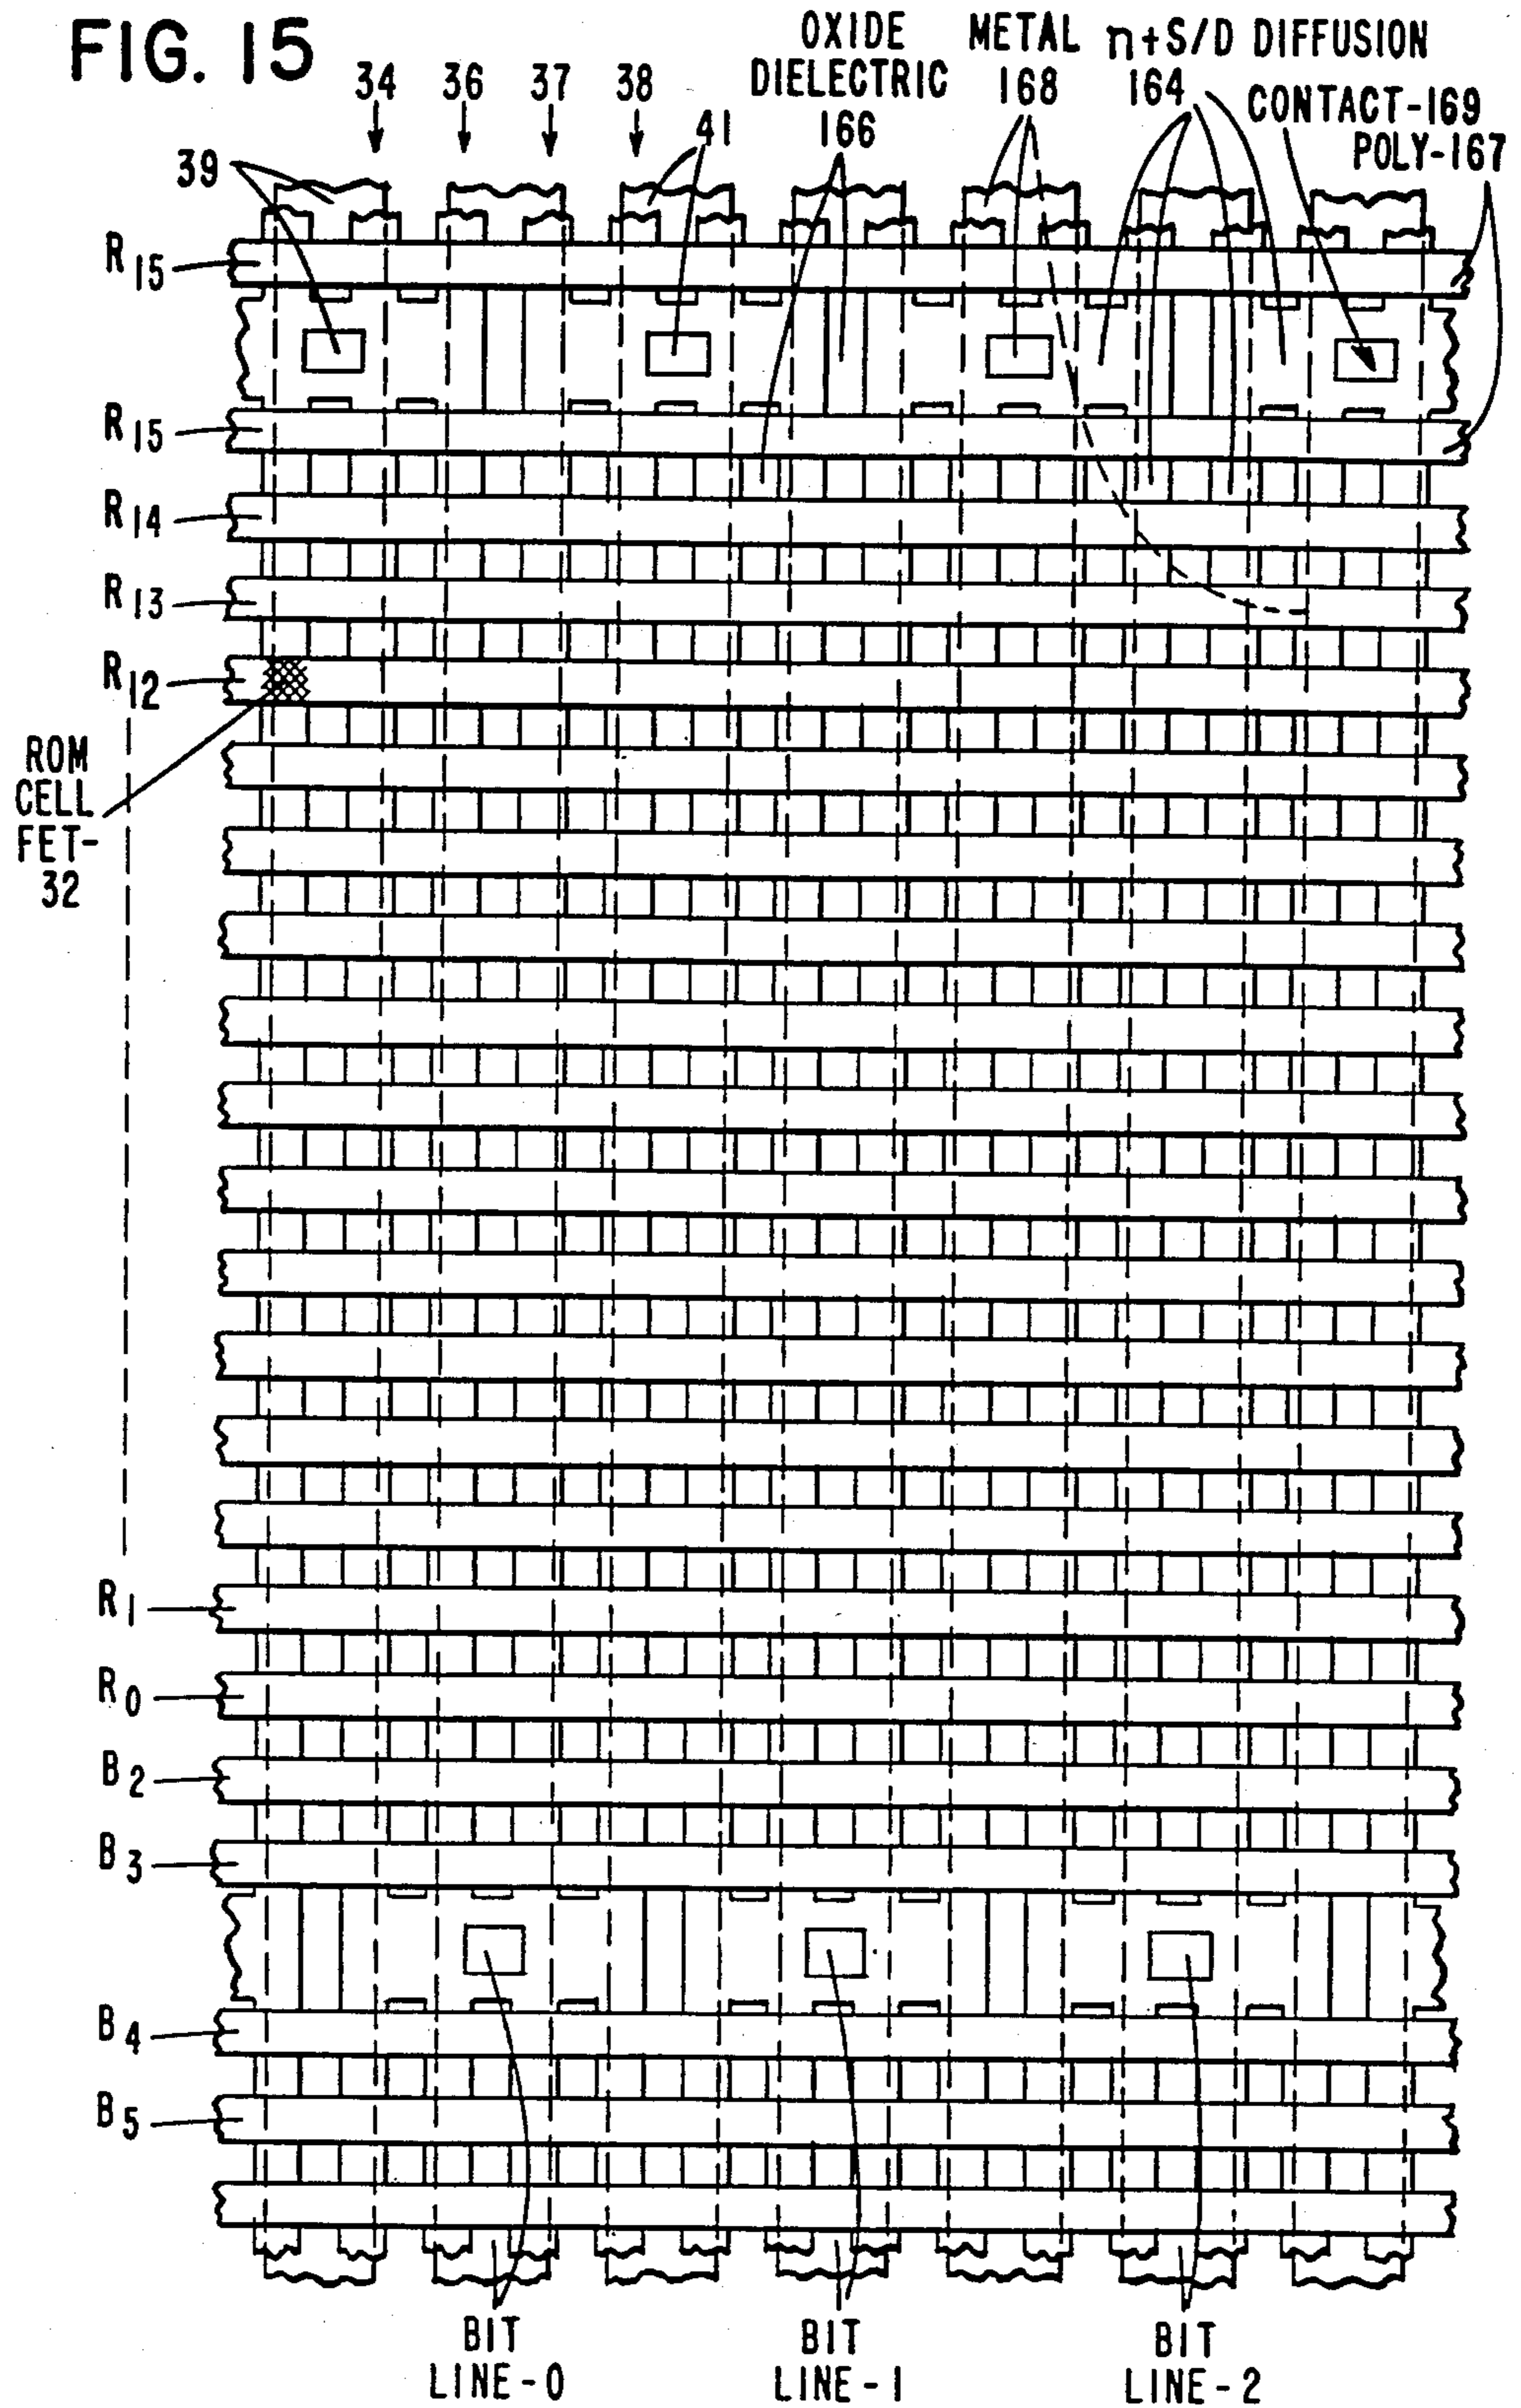 FIG. 15
34
36
37
38
41
39
OXIDE
DIELECTRIC
166
METAL
168
n+S/D DIFFUSION
164
CONTACT-169
POLY-167
R15
R15
R14
R13
R12
ROM
CELL
FET-
32
R1
R0
B2
B3
B4
B5
BIT
LINE-0
BIT
LINE-1
BIT
LINE-2